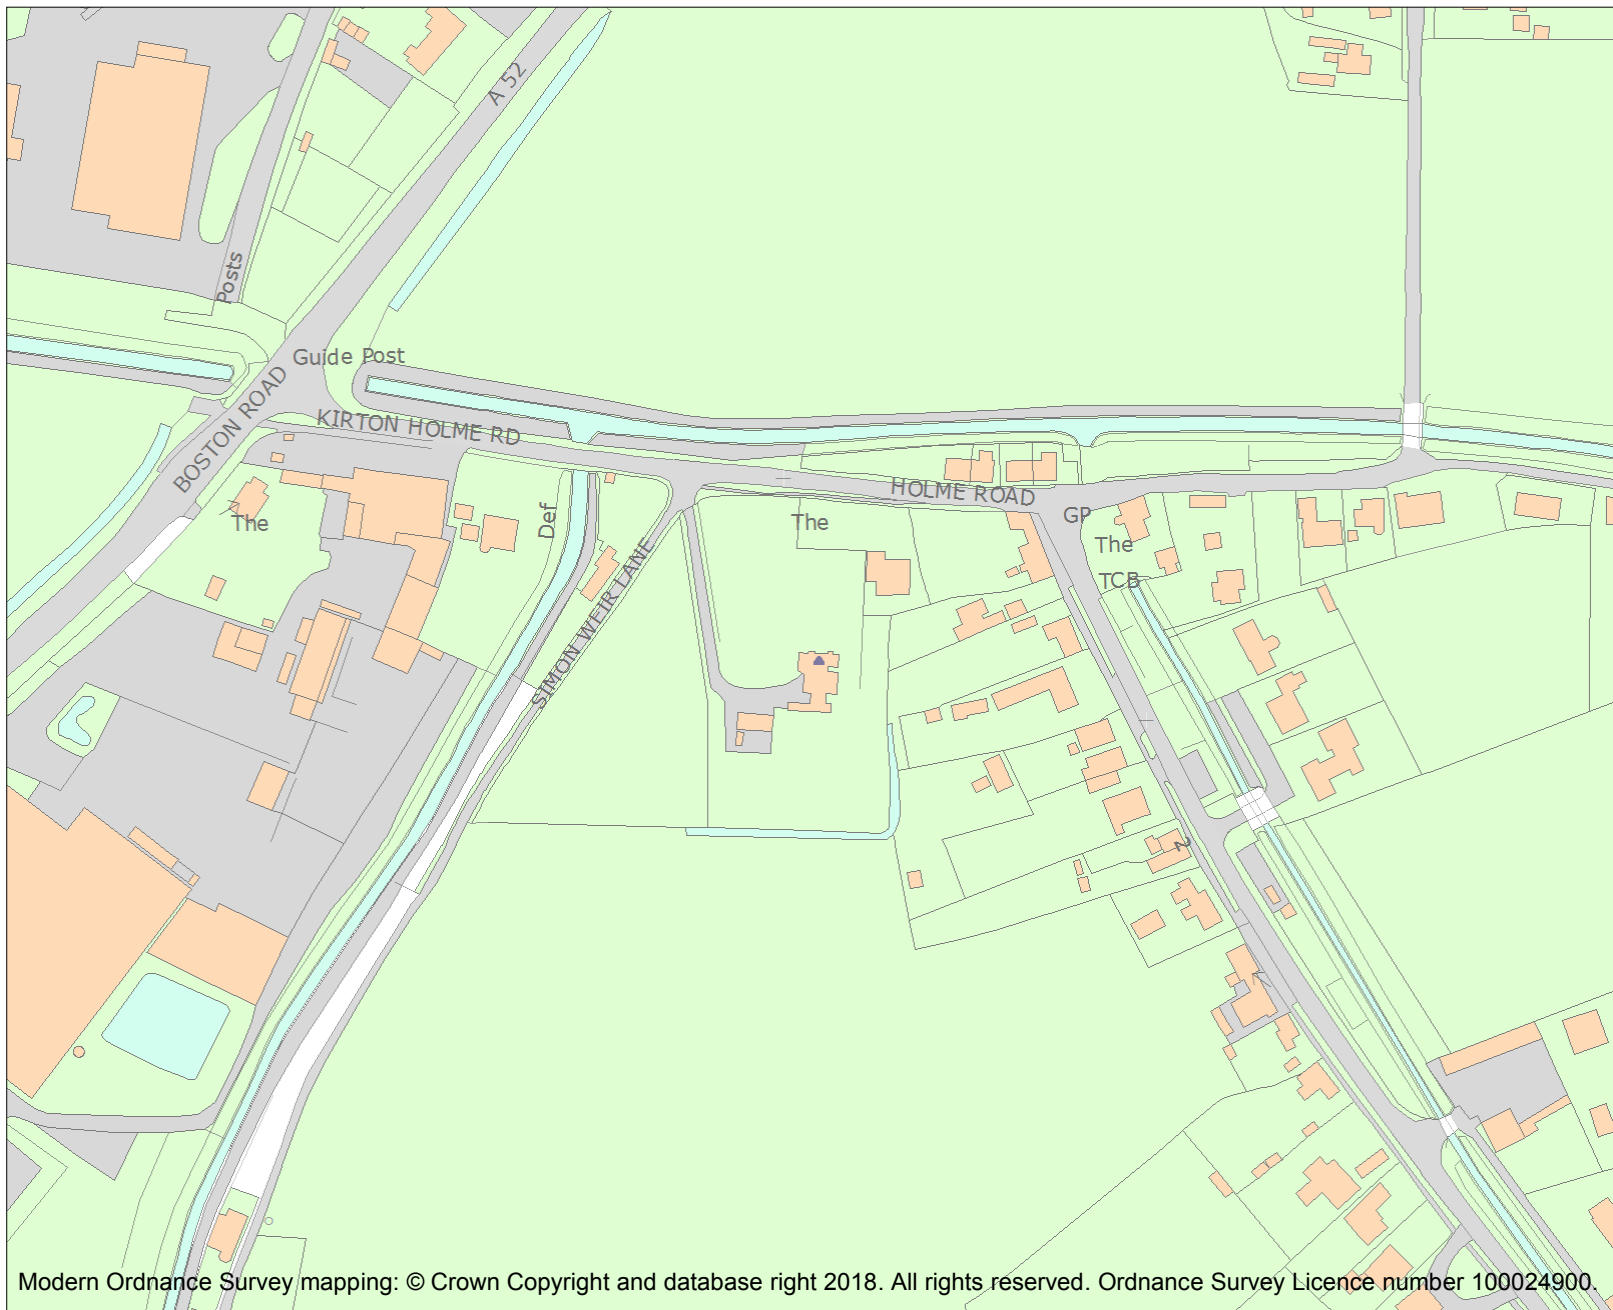 A 52
Posts
Guide Post
BOSTON ROAD
KIRTON HOLME RD
HOLME ROAD
The
Def
The
GP
The
TCB
SIMON WEIR LANE
2
Modern Ordnance Survey mapping: © Crown Copyright and database right 2018. All rights reserved. Ordnance Survey Licence number 100024900.